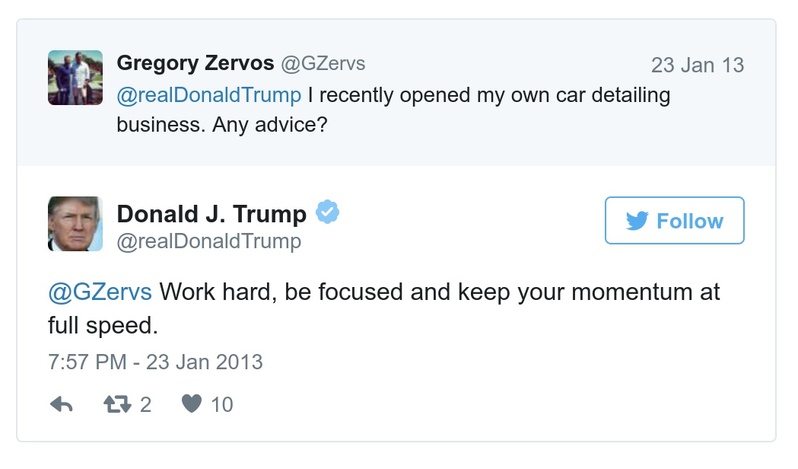 Gregory Zervos @GZervs 23 Jan 13
@realDonaldTrump I recently opened my own car detailing
business. Any advice?
Donald J. Trump
@realDonaldTrump
Follow
@GZervs Work hard, be focused and keep your momentum at
full speed.
7:57 PM - 23 Jan 2013
2 10